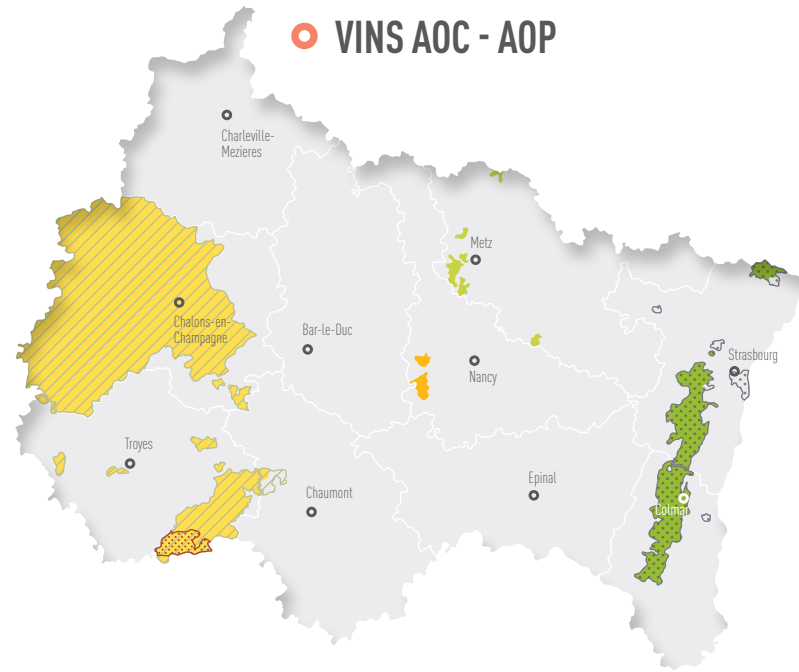 VINS AOC - AOP
Charleville-
Mezieres
Metz
Chalons-en-
Champagne
Bar-le-Duc
Nancy
Strasbourg
Troyes
Chaumont
Epinal
Colmar